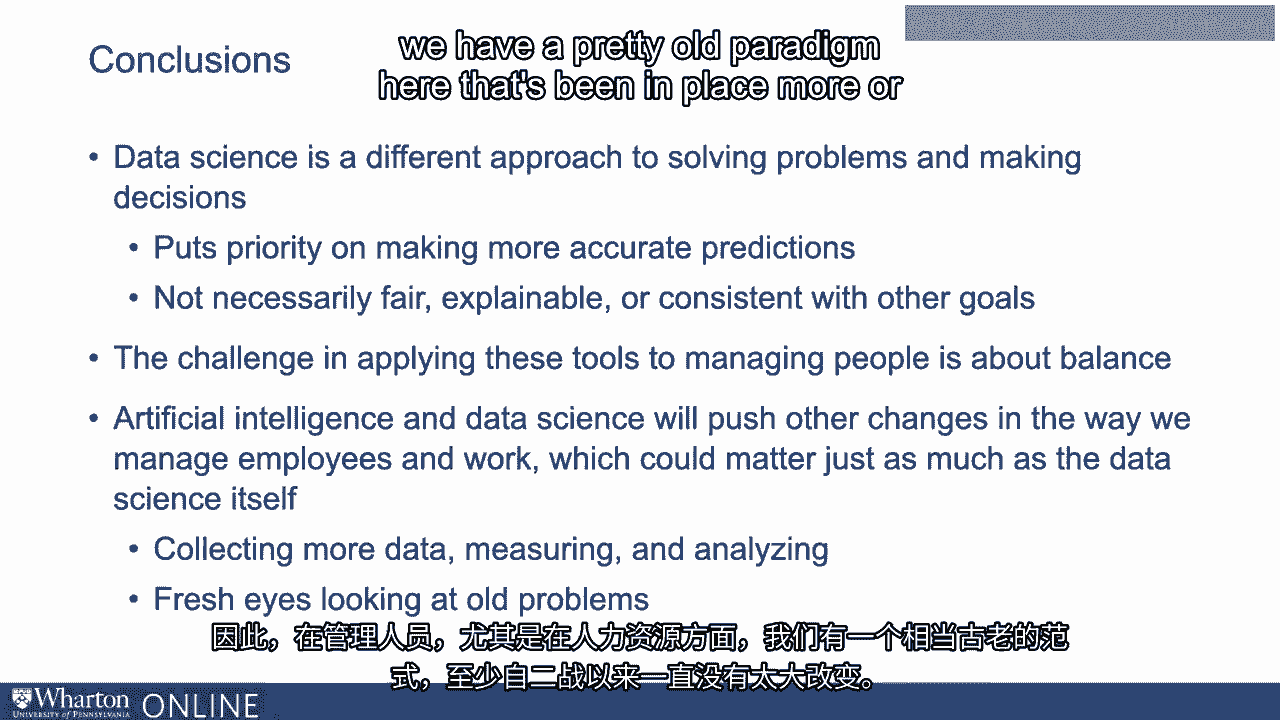 we have a pretty old paradigm
here that's been in place more or
Conclusions
• Data science is a different approach to solving problems and making
decisions
• Puts priority on making more accurate predictions
• Not necessarily fair, explainable, or consistent with other goals
• The challenge in applying these tools to managing people is about balance
• Artificial intelligence and data science will push other changes in the way we
manage employees and work, which could matter just as much as the data
science itself
• Collecting more data, measuring, and analyzing
• Fresh eyes looking at old problems
因此，在管理人员，尤其是在人力资源方面，我们有一个相当古老的范
式，至少自二战以来一直没有太大改变。
Wharton ONLINE
UNIVERSITY of PENNSYLVANIA